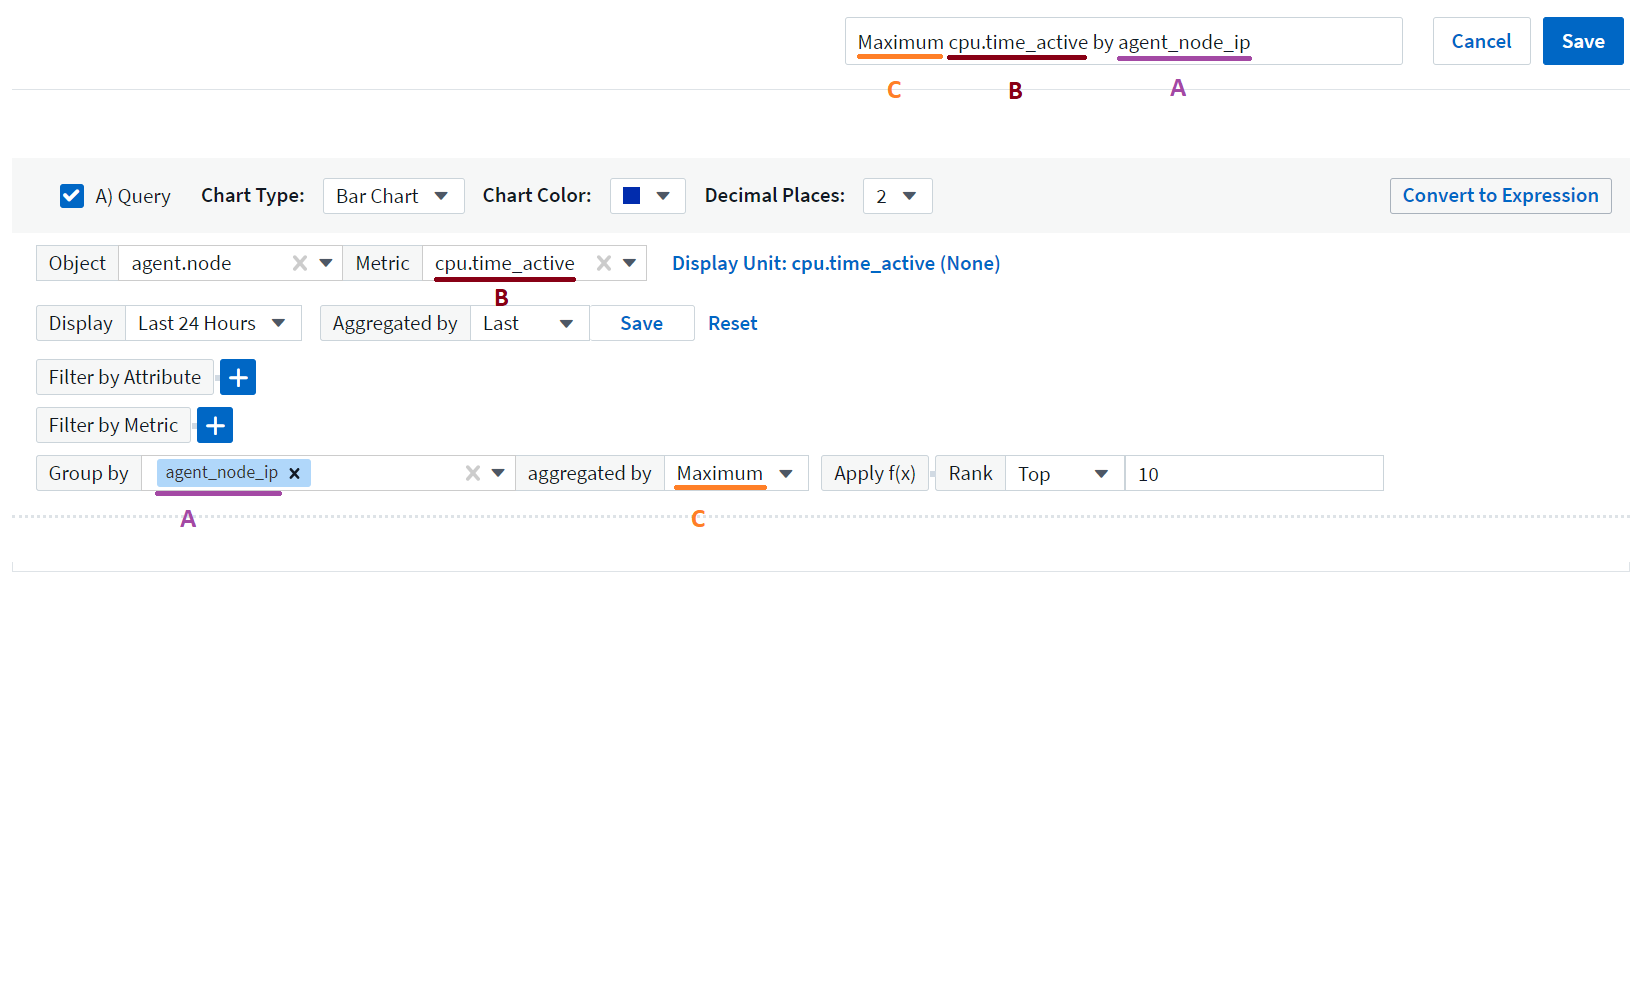 Maximum cpu.time_active by agent_node_ip Cancel Save
C B A
A) Query Chart Type: Bar Chart Chart Color: Decimal Places: 2 Convert to Expression
Object agent.node Metric cpu.time_active Display Unit: cpu.time_active (None)
B
Display Last 24 Hours Aggregated by Last Save Reset
Filter by Attribute
Filter by Metric
Group by agent_node_ip aggregated by Maximum Apply f(x) Rank Top 10
A C